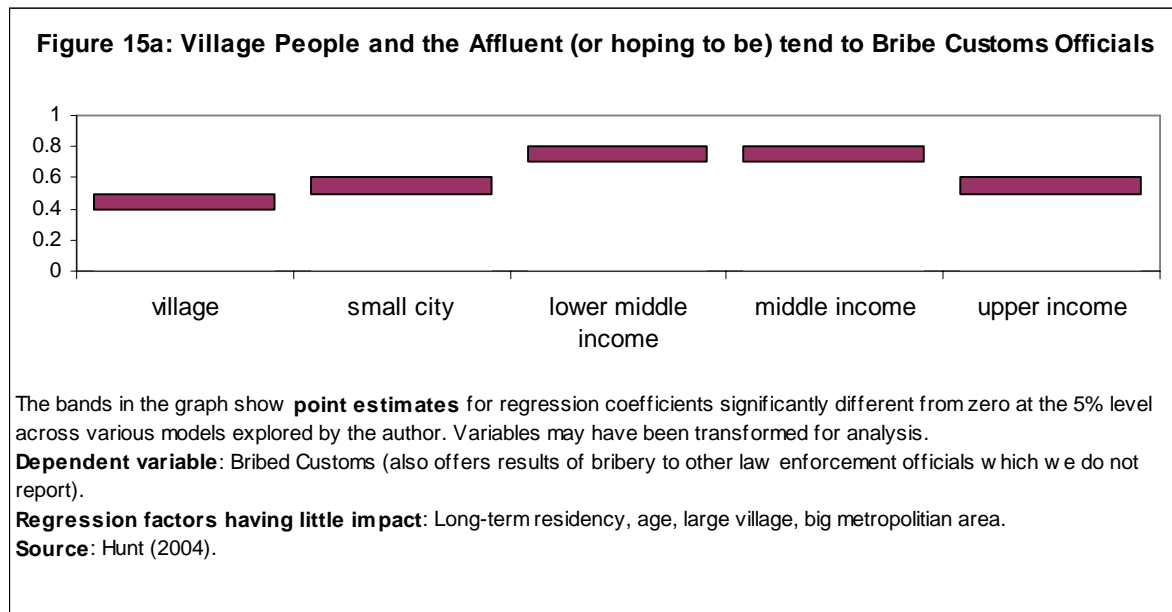 Figure 15a: Village People and the Affluent (or hoping to be) tend to Bribe Customs Officials
1
0.8
0.6
0.4
0.2
0
village small city lower middle income middle income upper income
The bands in the graph show point estimates for regression coefficients significantly different from zero at the 5% level
across various models explored by the author. Variables may have been transformed for analysis.
Dependent variable: Bribed Customs (also offers results of bribery to other law enforcement officials which we do not
report).
Regression factors having little impact: Long-term residency, age, large village, big metropolitian area.
Source: Hunt (2004).